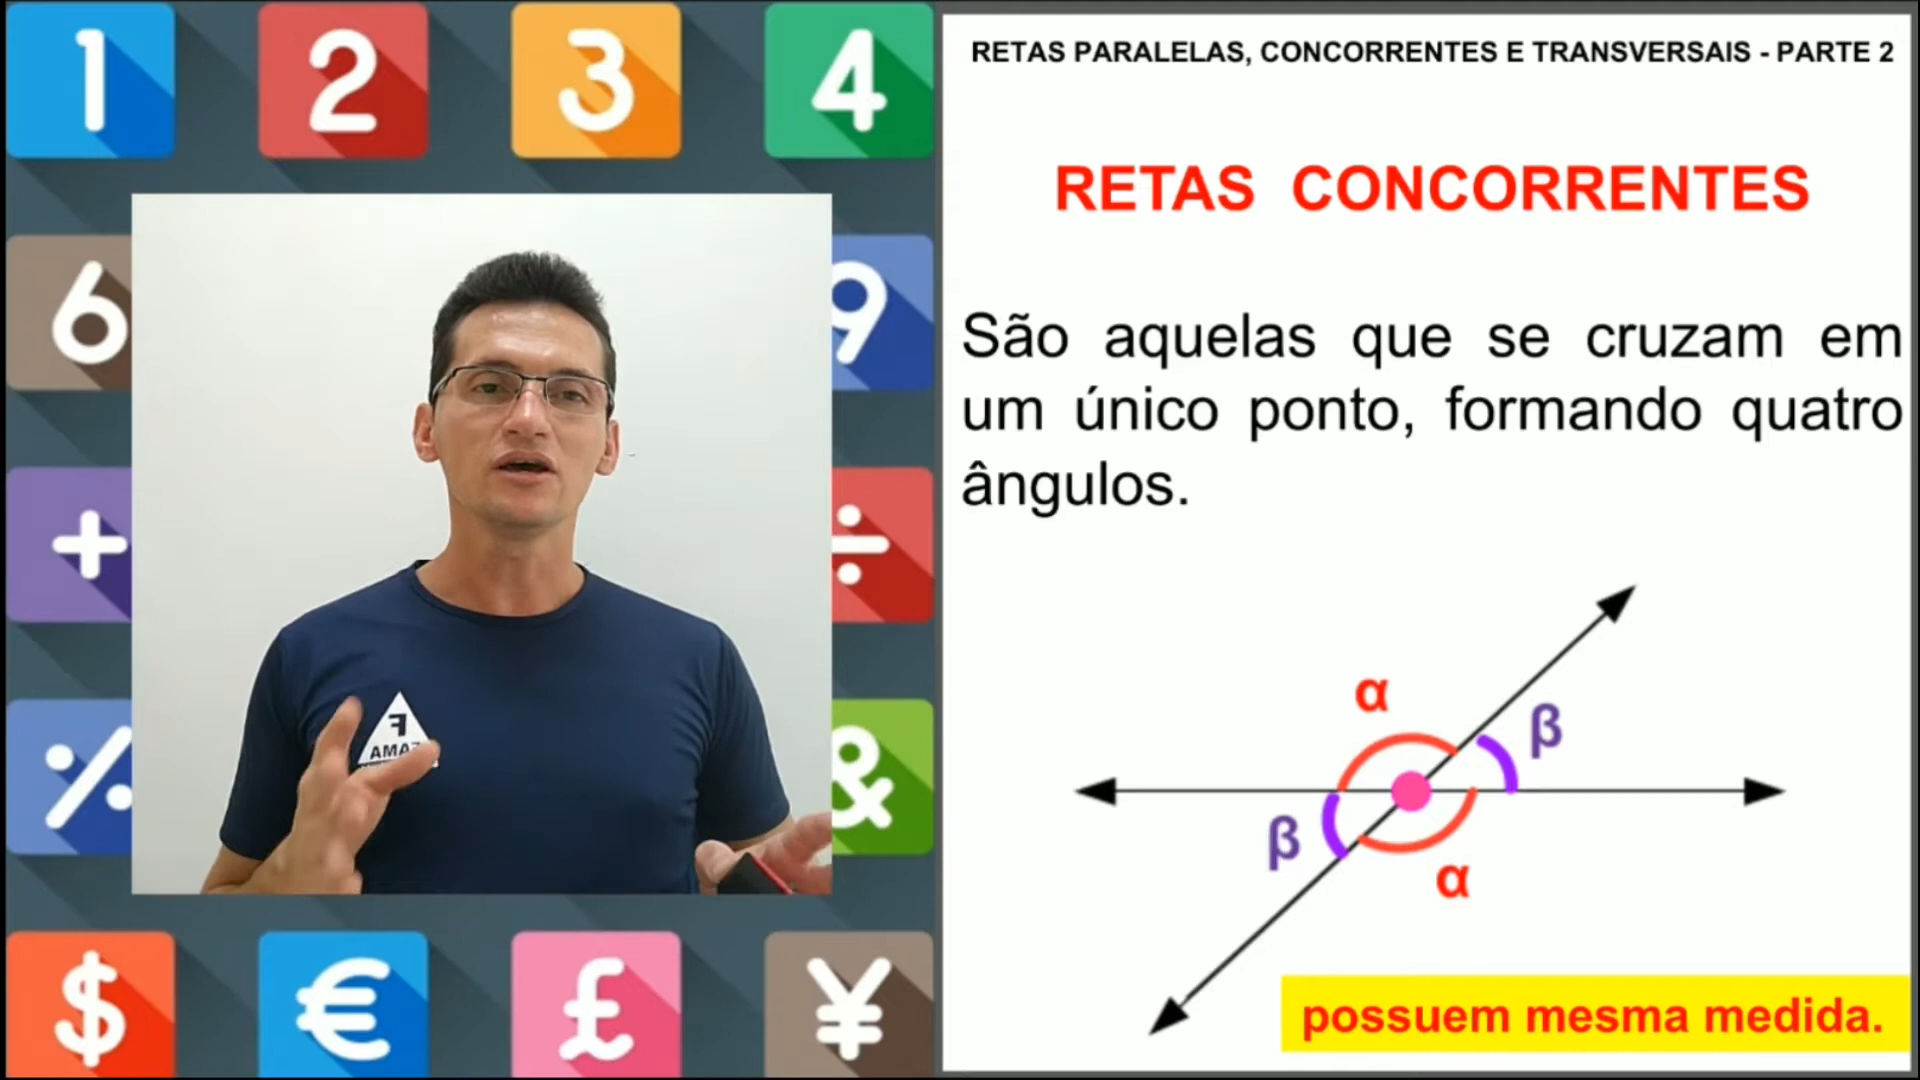 1 2 3 4
6 9
+ ÷
٪ &
$ € £ ¥
RETAS PARALELAS, CONCORRENTES E TRANSVERSAIS - PARTE 2
RETAS CONCORRENTES
São aquelas que se cruzam em
um único ponto, formando quatro
ângulos.
α
β
β
α
possuem mesma medida.